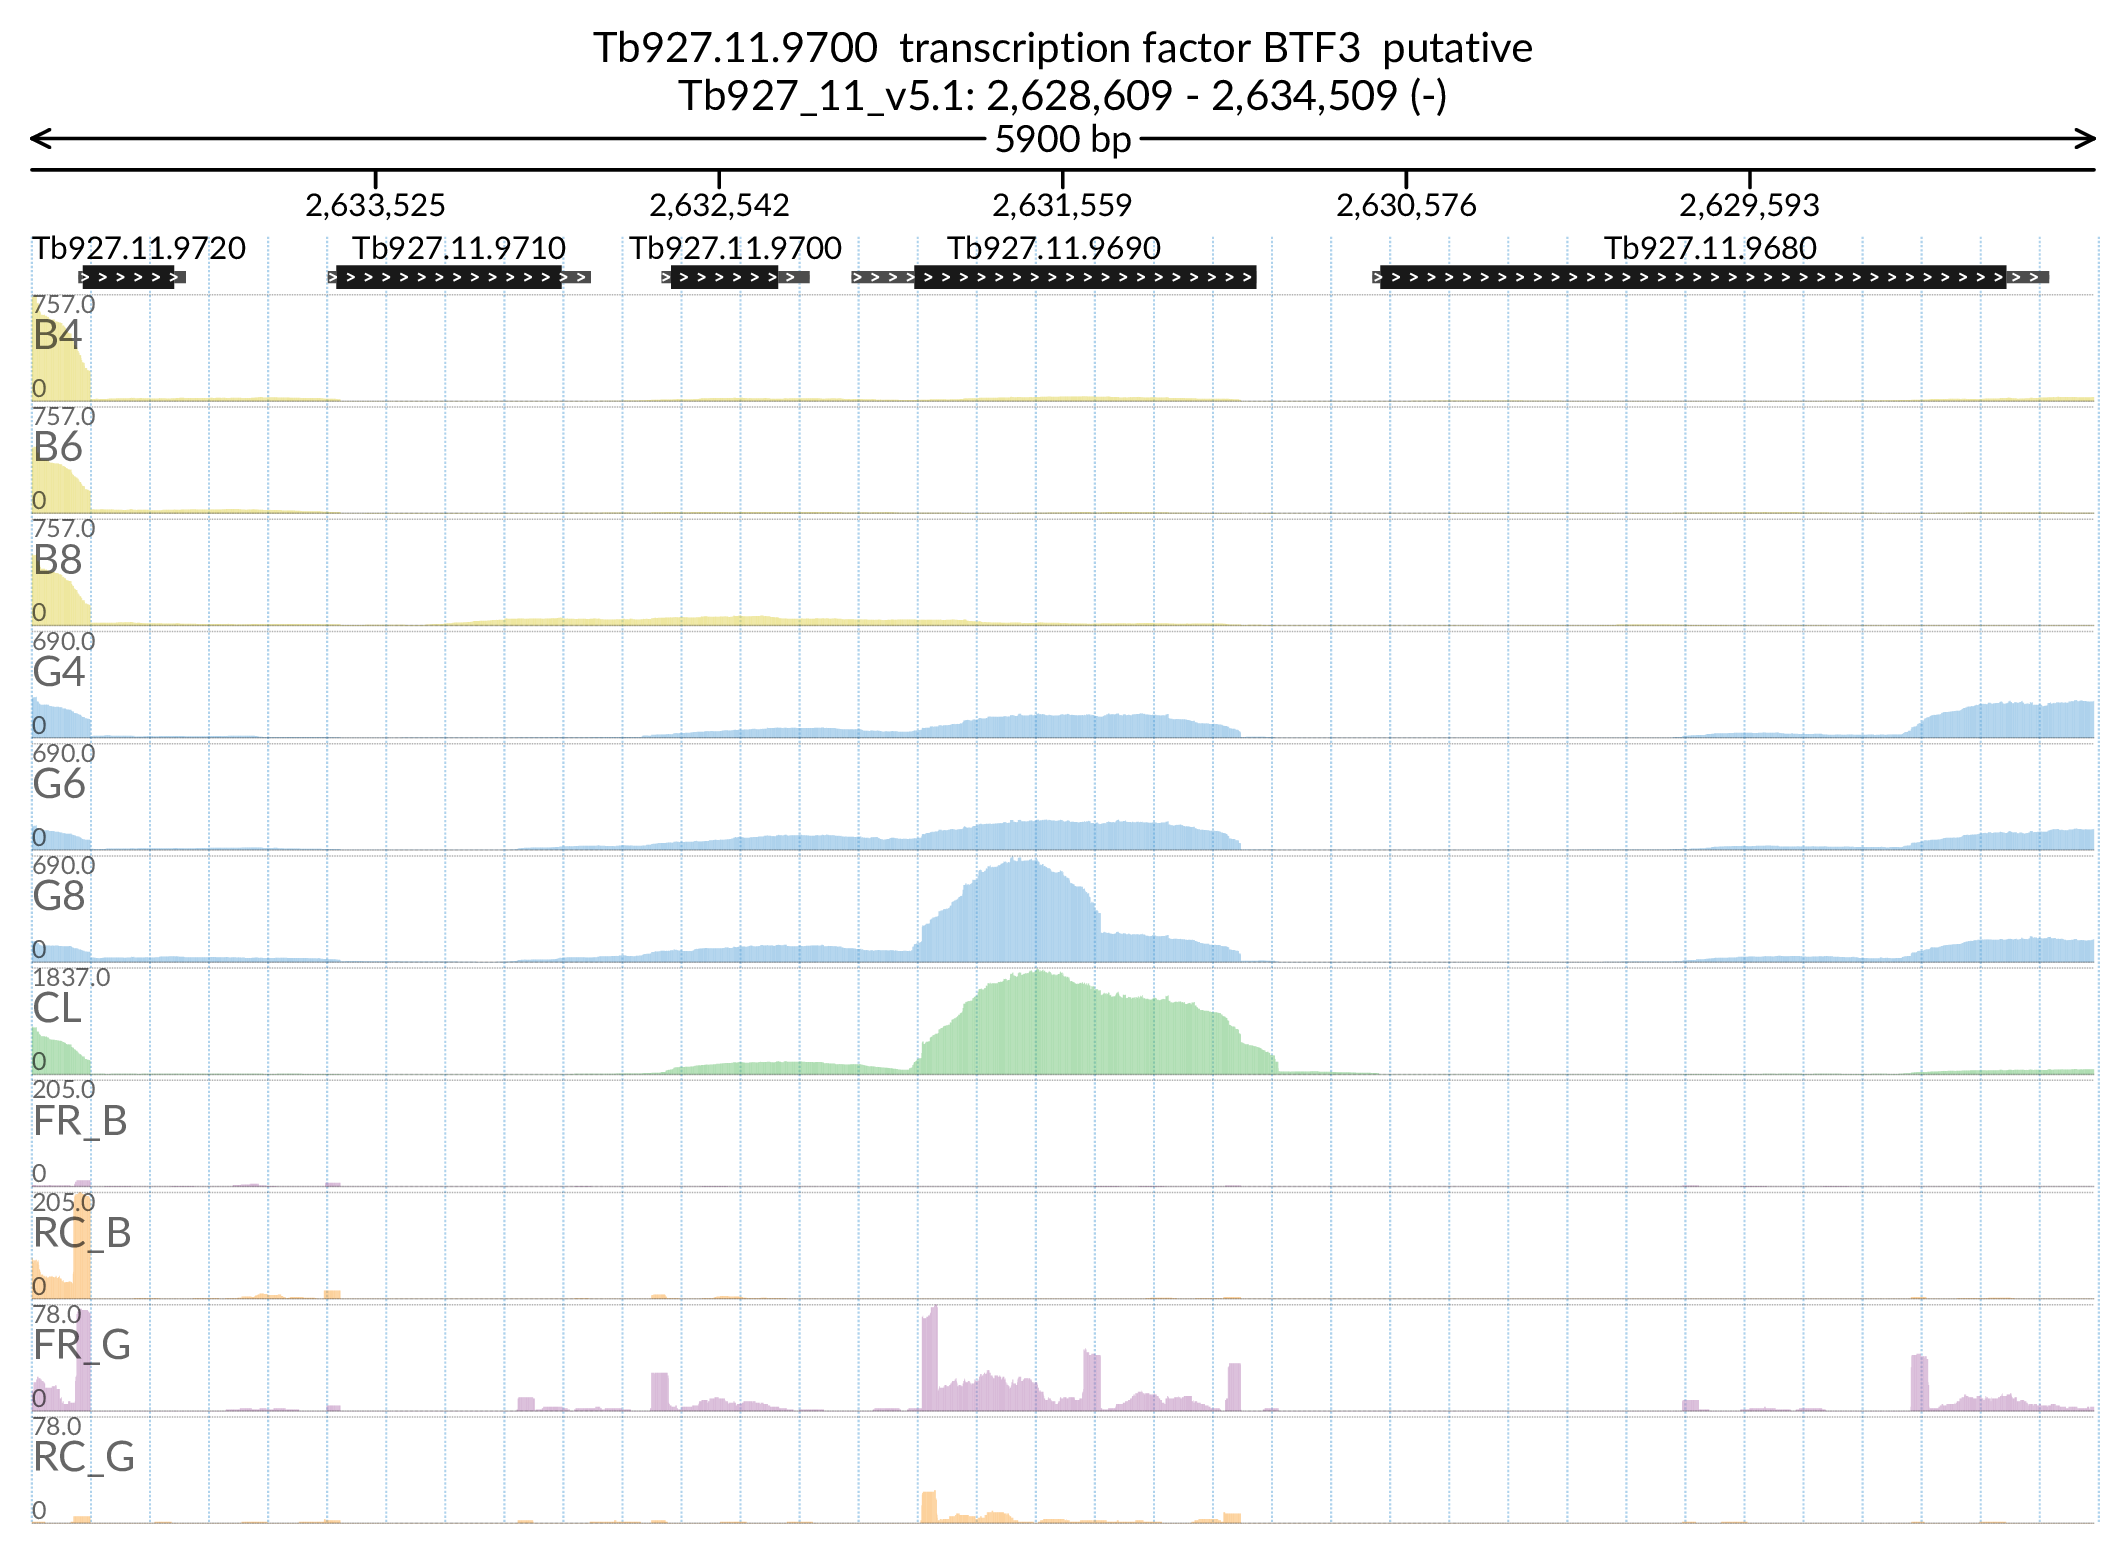 Tb927.11.9700 transcription factor BTF3 putative
Tb927_11_v5.1: 2,628,609 - 2,634,509 (-)
5900 bp
2,633,525 2,632,542 2,631,559 2,630,576 2,629,593
Tb927.11.9720 Tb927.11.9710 Tb927.11.9700 Tb927.11.9690 Tb927.11.9680
757.0
B4
0
757.0
B6
0
757.0
B8
0
690.0
G4
0
690.0
G6
0
690.0
G8
0
1837.0
CL
0
205.0
FR_B
0
205.0
RC_B
0
78.0
FR_G
0
78.0
RC_G
0